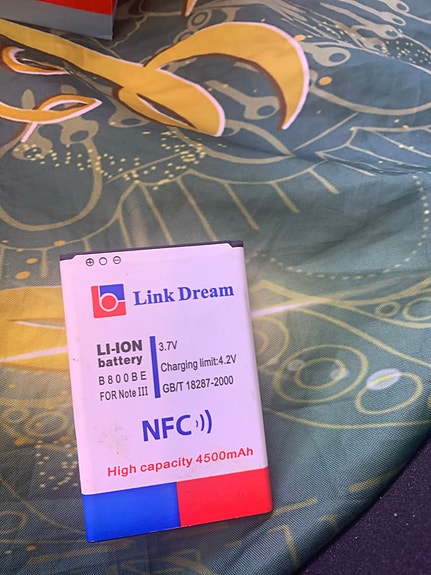 Link Dream
LI-ION
battery
B800BE
FOR Note III
3.7V
Charging limit:4.2V
GB/T 18287-2000
NFC
High capacity 4500mAh